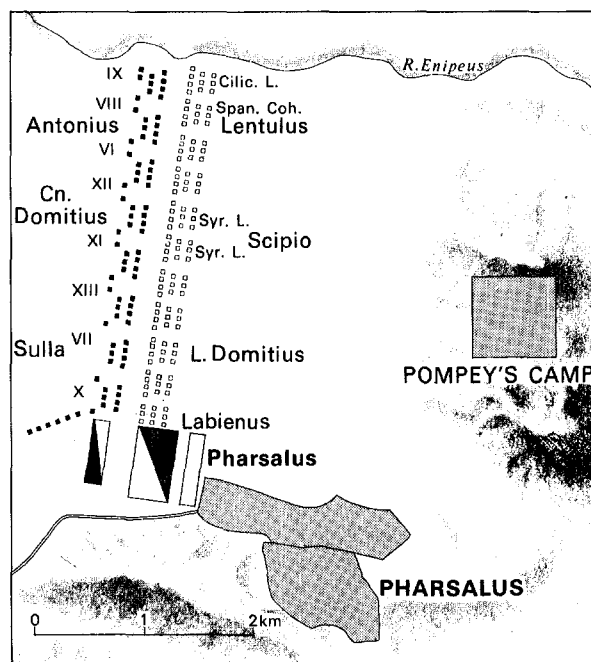 R. Enipeus
IX
Cilic. L.
VIII
Span. Coh.
Antonius
Lentulus
VI
XII
Cn.
Domitius
Syr. L.
Scipio
XI
Syr. L.
XIII
VII
Sulla
L. Domitius
POMPEY'S CAMP
X
Labienus
Pharsalus
PHARSALUS
0 1 2km